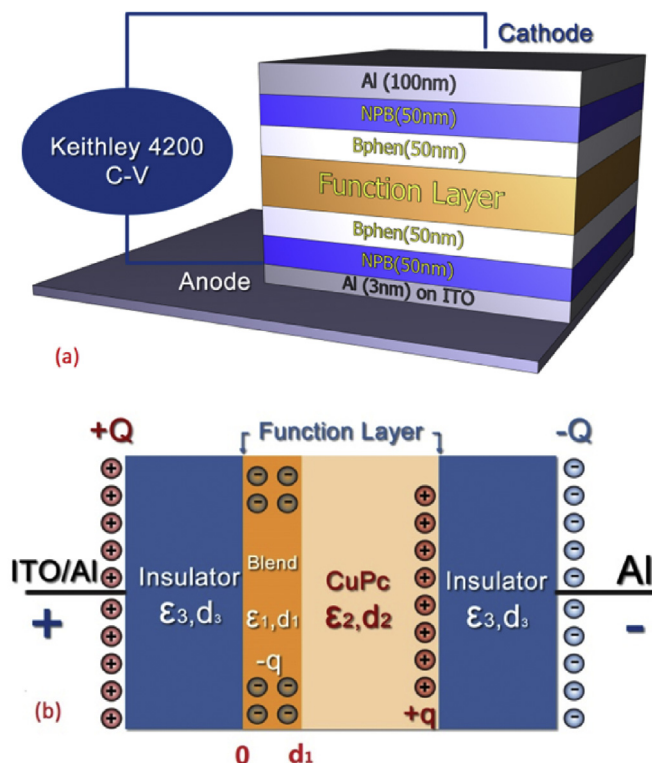 Cathode
Al (100nm)
NPB(50nm)
Keithley 4200
C-V
Bphen(50nm)
Function Layer
Bphen(50nm)
NPB(50nm)
Anode
Al (3nm) on ITO
(a)
+Q
Function Layer
-Q
ITO/Al
+
Insulator
ε3,d3
Blend
ε1,d1
-q
CuPc
ε2,d2
+q
Insulator
ε3,d3
Al
-
(b)
0
d1